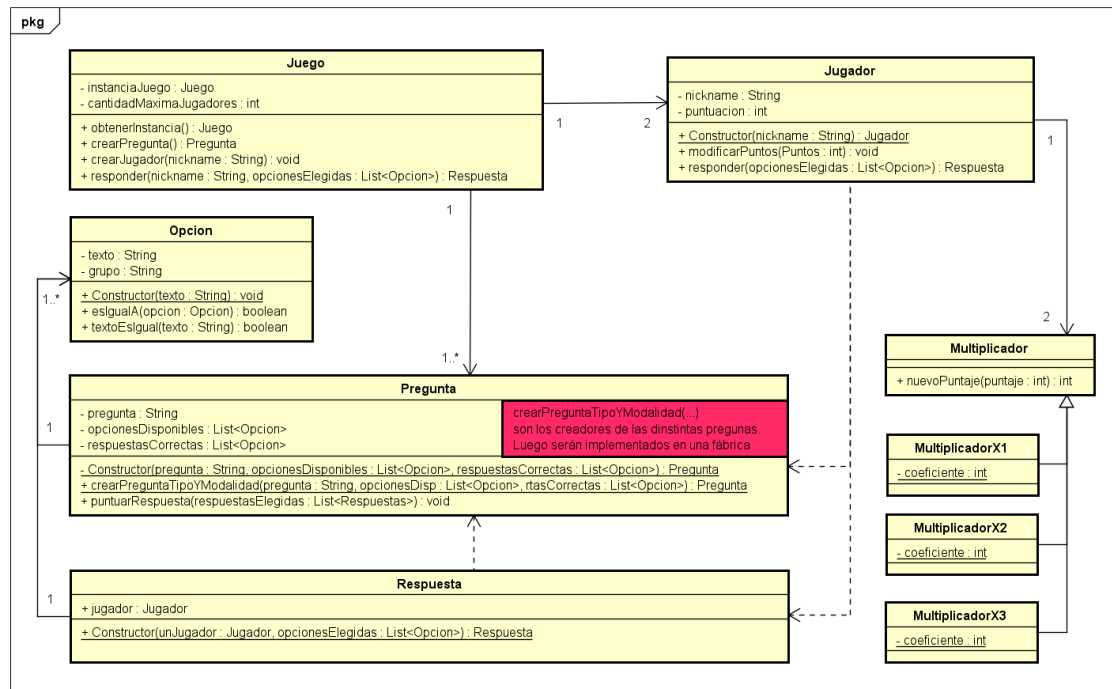 pkg
Juego
- instanciaJuego : Juego
- cantidadMaximaJugadores : int
+ obtenerInstancia() : Juego
+ crearPregunta() : Pregunta
+ crearJugador(nickname : String) : void
+ responder(nickname : String, opcionesElegidas : List<Opcion>) : Respuesta
1
2
Jugador
- nickname : String
- puntuacion : int
+ Constructor(nickname : String) : Jugador
+ modificarPuntos(Puntos : int) : void
+ responder(opcionesElegidas : List<Opcion>) : Respuesta
1
2
1
1..*
Opcion
- texto : String
- grupo : String
+ Constructor(texto : String) : void
+ esIgualA(opcion : Opcion) : boolean
+ textoEsIgual(texto : String) : boolean
1..*
Multiplicador
+ nuevoPuntaje(puntaje : int) : int
Pregunta
- pregunta : String
- opcionesDisponibles : List<Opcion>
- respuestasCorrectas : List<Opcion>
crearPreguntaTipoYModalidad(...)
son los creadores de las dinstintas pregunas.
Luego serán implementados en una fábrica
- Constructor(pregunta : String, opcionesDisponibles : List<Opcion>, respuestasCorrectas : List<Opcion>) : Pregunta
+ crearPreguntaTipoYModalidad(pregunta : String, opcionesDisp : List<Opcion>, rtasCorrectas : List<Opcion>) : Pregunta
+ puntuarRespuesta(respuestasElegidas : List<Respuestas>) : void
1
MultiplicadorX1
- coeficiente : int
MultiplicadorX2
- coeficiente : int
MultiplicadorX3
- coeficiente : int
Respuesta
+ jugador : Jugador
+ Constructor(unJugador : Jugador, opcionesElegidas : List<Opcion>) : Respuesta
1